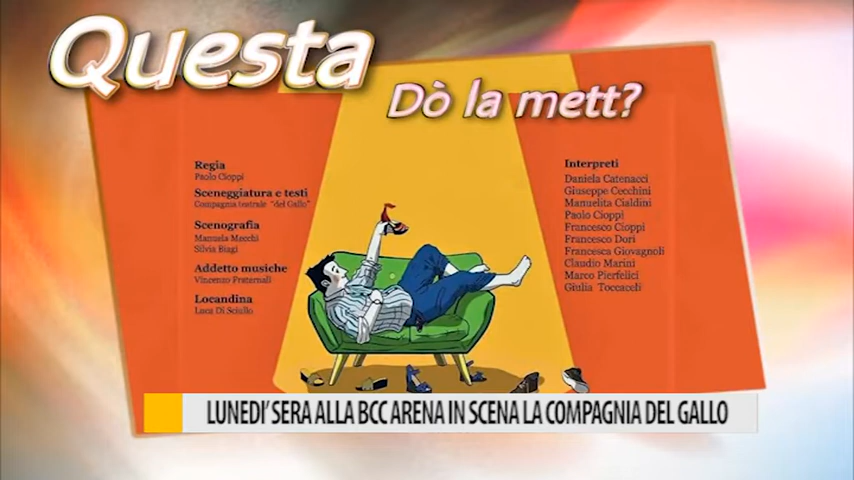 Questa
Dò la mett?
Regia
Paolo Cioppi
Sceneggiatura e testi
Compagnia teatrale "del Gallo"
Scenografia
Manuela Mecchi
Silvia Biagi
Addetto musiche
Vincenzo Fraternali
Locandina
Luca Di Sciullo
Interpreti
Daniela Catenacci
Giuseppe Cecchini
Manuelita Cialdini
Paolo Cioppi
Francesco Cioppi
Francesco Dori
Francesca Giovagnoli
Claudio Marini
Marco Pierfelici
Giulia Toccaceli
LUNEDI' SERA ALLA BCC ARENA IN SCENA LA COMPAGNIA DEL GALLO